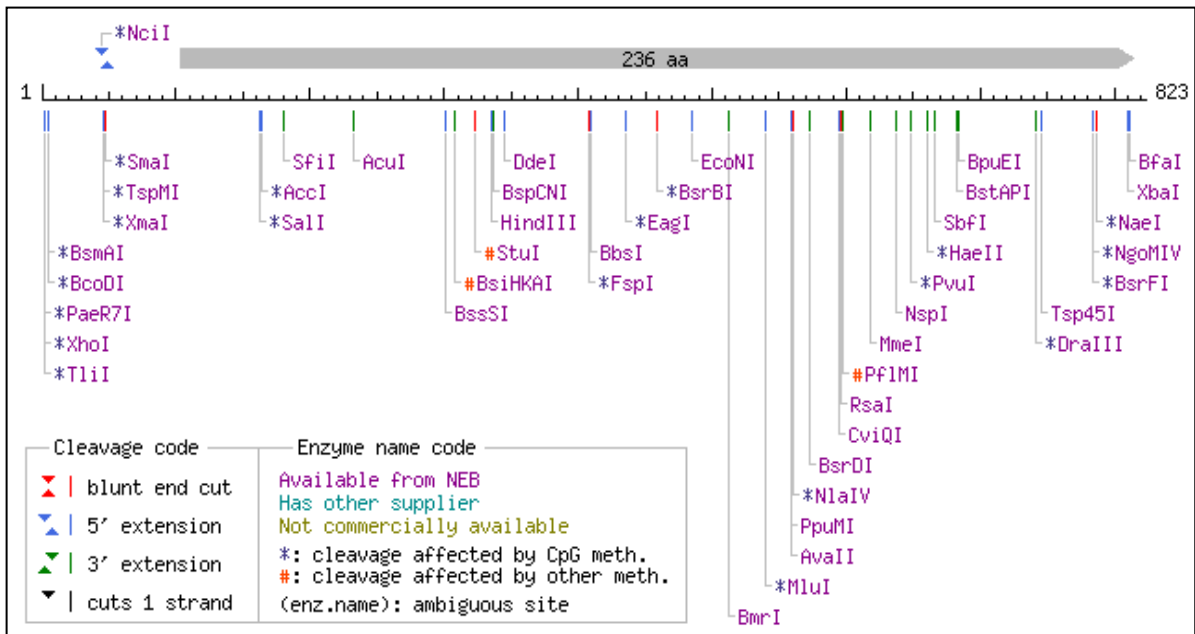 *NciI
236 aa
1 823
*SmaI SfiI AcuI DdeI EcoNI BpuEI BfaI
*TspMI *AccI BspCNI *BsrBI BstAPI XbaI
*XmaI *SalI HindIII *EagI SbfI *NaeI
*BsmAI #StuI BbsI *HaeII *NgoMIV
*BcoDI #BsiHKAI *FspI *PvuI *BsrFI
*PaeR7I BssSI NspI Tsp45I
*XhoI MmeI *DraIII
*TliI #PflMI
RsaI
CviQI
BsrDI
*NlaIV
PpuMI
AvaII
*MluI
BmrI
Cleavage code Enzyme name code
blunt end cut Available from NEB
Has other supplier
5′ extension Not commercially available
*: cleavage affected by CpG meth.
3′ extension #: cleavage affected by other meth.
cuts 1 strand (enz.name): ambiguous site